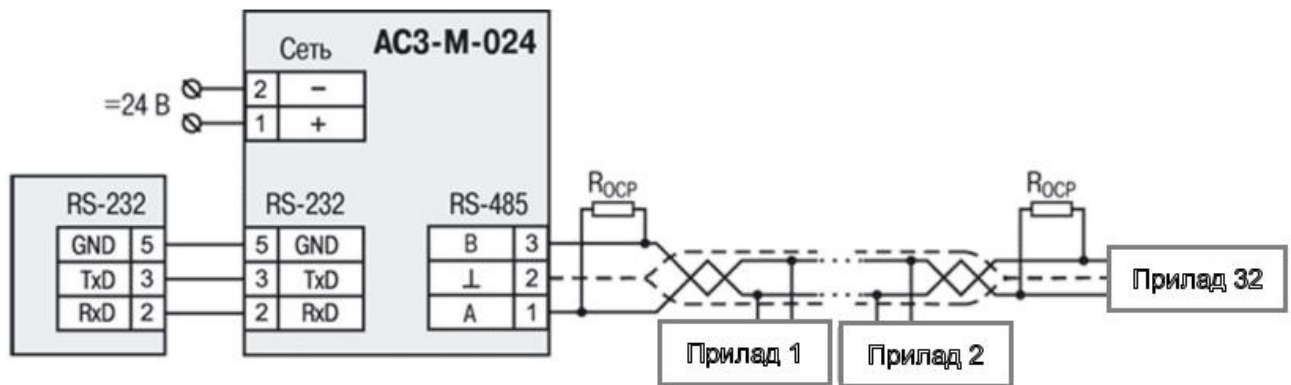 Сеть
АС3-М-024
2 –
1 +
=24 В
RS-232
GND 5
TxD 3
RxD 2
RS-232
5 GND
3 TxD
2 RxD
RS-485
B 3
⊥ 2
A 1
RОСР
RОСР
Прилад 1
Прилад 2
Прилад 32